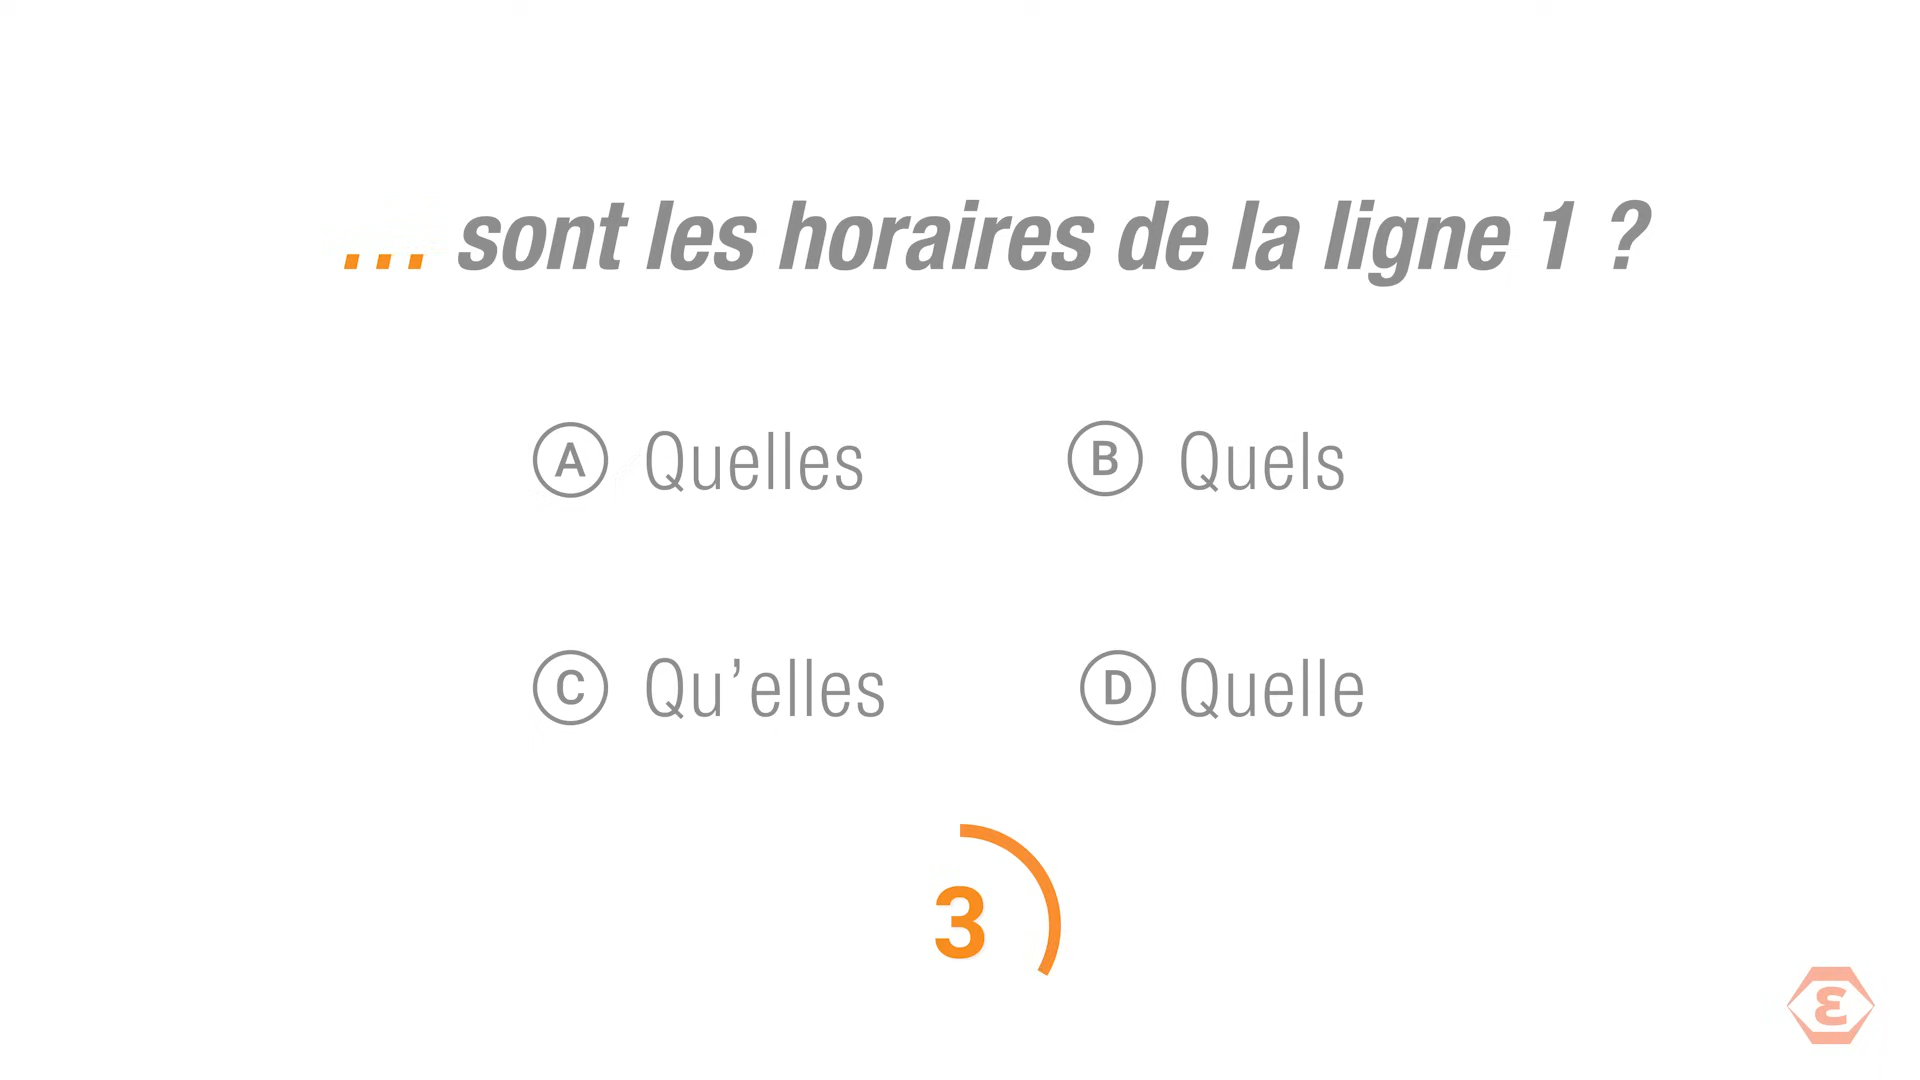 ... sont les horaires de la ligne 1 ?
A Quelles B Quels
C Qu’elles D Quelle
3
ε